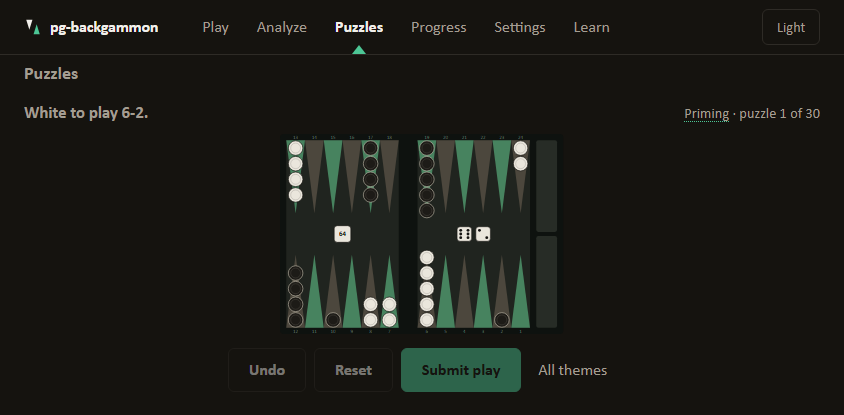 pg-backgammon Play Analyze Puzzles Progress Settings Learn Light
Puzzles
White to play 6-2.
Priming · puzzle 1 of 30
64
Undo Reset Submit play All themes